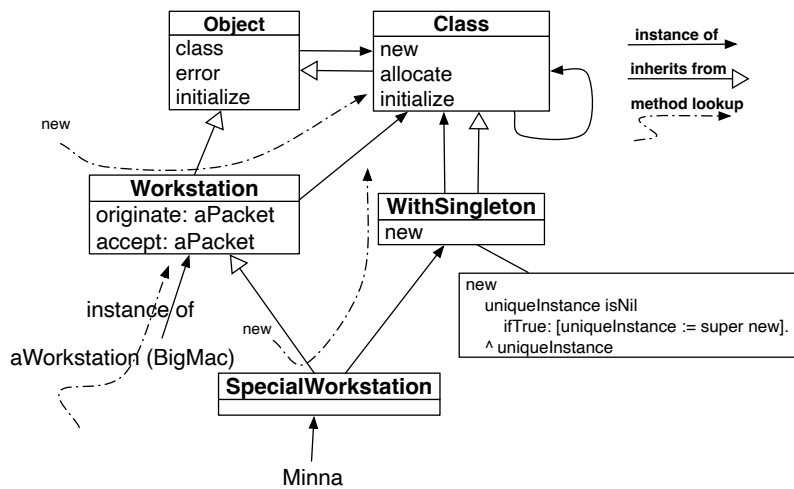 Object
class
error
initialize
Class
new
allocate
initialize
instance of
inherits from
method lookup
new
Workstation
originate: aPacket
accept: aPacket
WithSingleton
new
instance of
aWorkstation (BigMac)
new
new
uniqueInstance isNil
ifTrue: [uniqueInstance := super new].
^ uniqueInstance
SpecialWorkstation
Minna